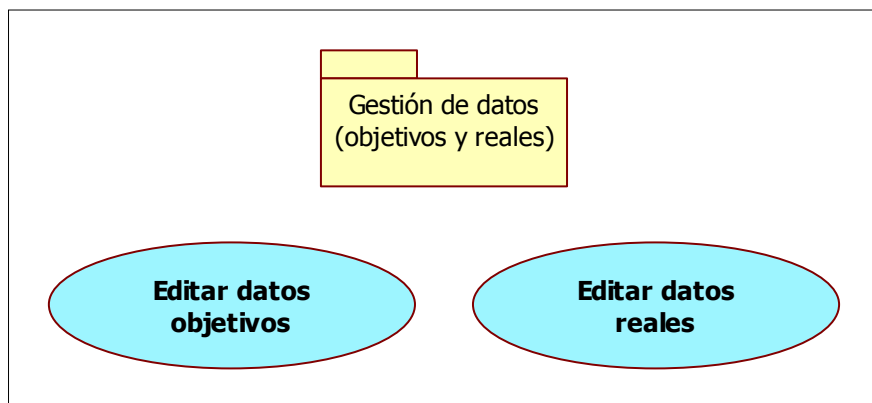 Gestión de datos
(objetivos y reales)
Editar datos
objetivos
Editar datos
reales